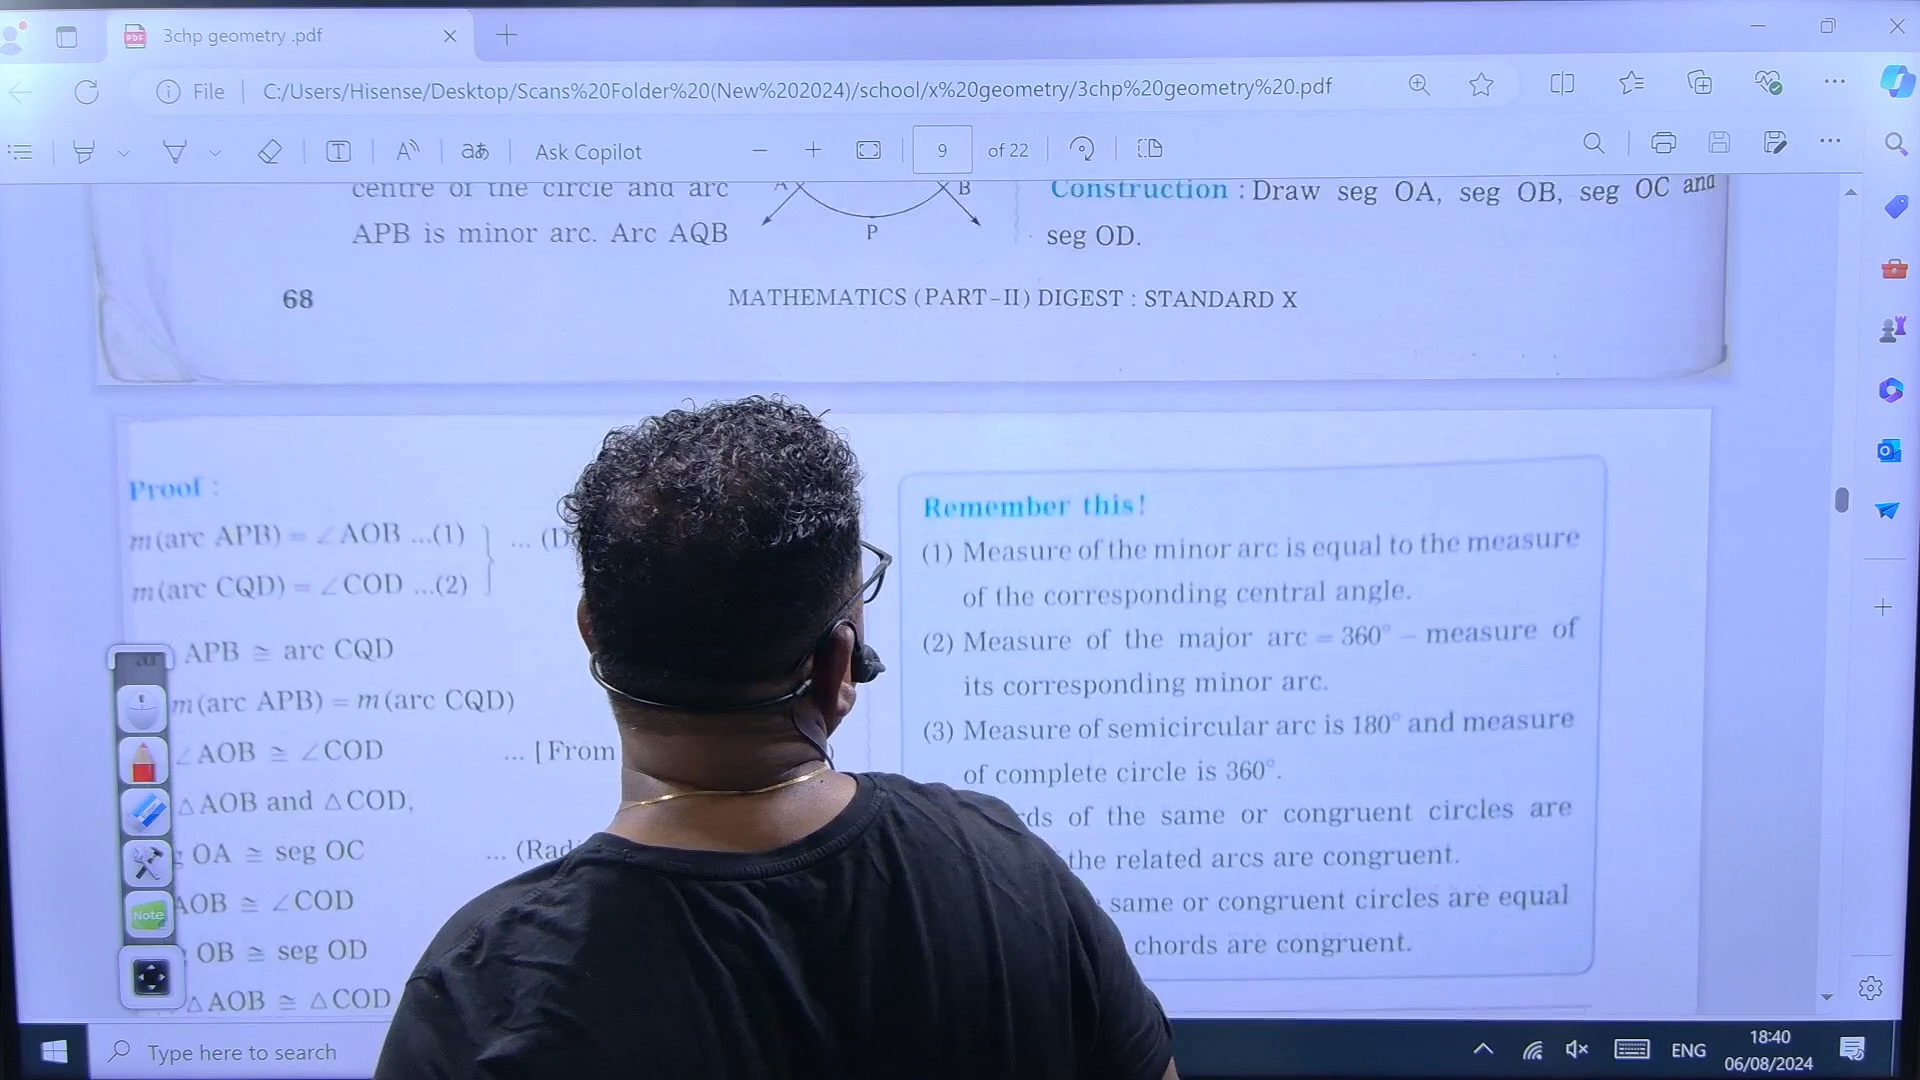 3chp geometry .pdf
File
C:/Users/Hisense/Desktop/Scans%20Folder%20(New%202024)/school/x%20geometry/3chp%20geometry%20.pdf
Ask Copilot
9 of 22
centre of the circle and arc
APB is minor arc. Arc AQB
A B
P
Construction : Draw seg OA, seg OB, seg OC and
seg OD.
68
MATHEMATICS (PART-II) DIGEST : STANDARD X
Proof :
m(arc APB) = ∠AOB ...(1)
m(arc CQD) = ∠COD ...(2)
...
APB ≅ arc CQD
m(arc APB) = m(arc CQD)
∠AOB ≅ ∠COD ... [From
△AOB and △COD,
OA ≅ seg OC ...
AOB ≅ ∠COD
OB ≅ seg OD
△AOB ≅ △COD
Remember this!
(1) Measure of the minor arc is equal to the measure
of the corresponding central angle.
(2) Measure of the major arc = 360° − measure of
its corresponding minor arc.
(3) Measure of semicircular arc is 180° and measure
of complete circle is 360°.
of the same or congruent circles are
the related arcs are congruent.
same or congruent circles are equal
chords are congruent.
Note
Type here to search
ENG
18:40
06/08/2024